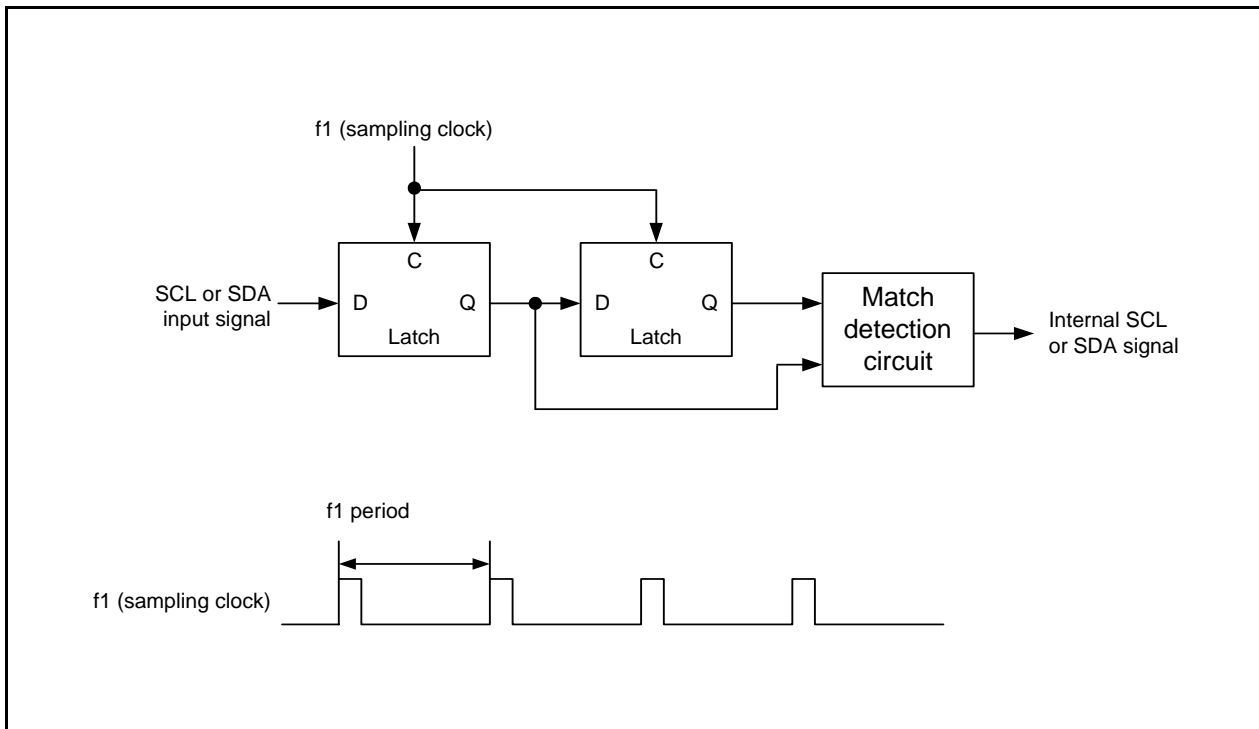 f1 (sampling clock)
C
C
SCL or SDA
input signal
D
Q
D
Q
Latch
Latch
Match
detection
circuit
Internal SCL
or SDA signal
f1 period
f1 (sampling clock)